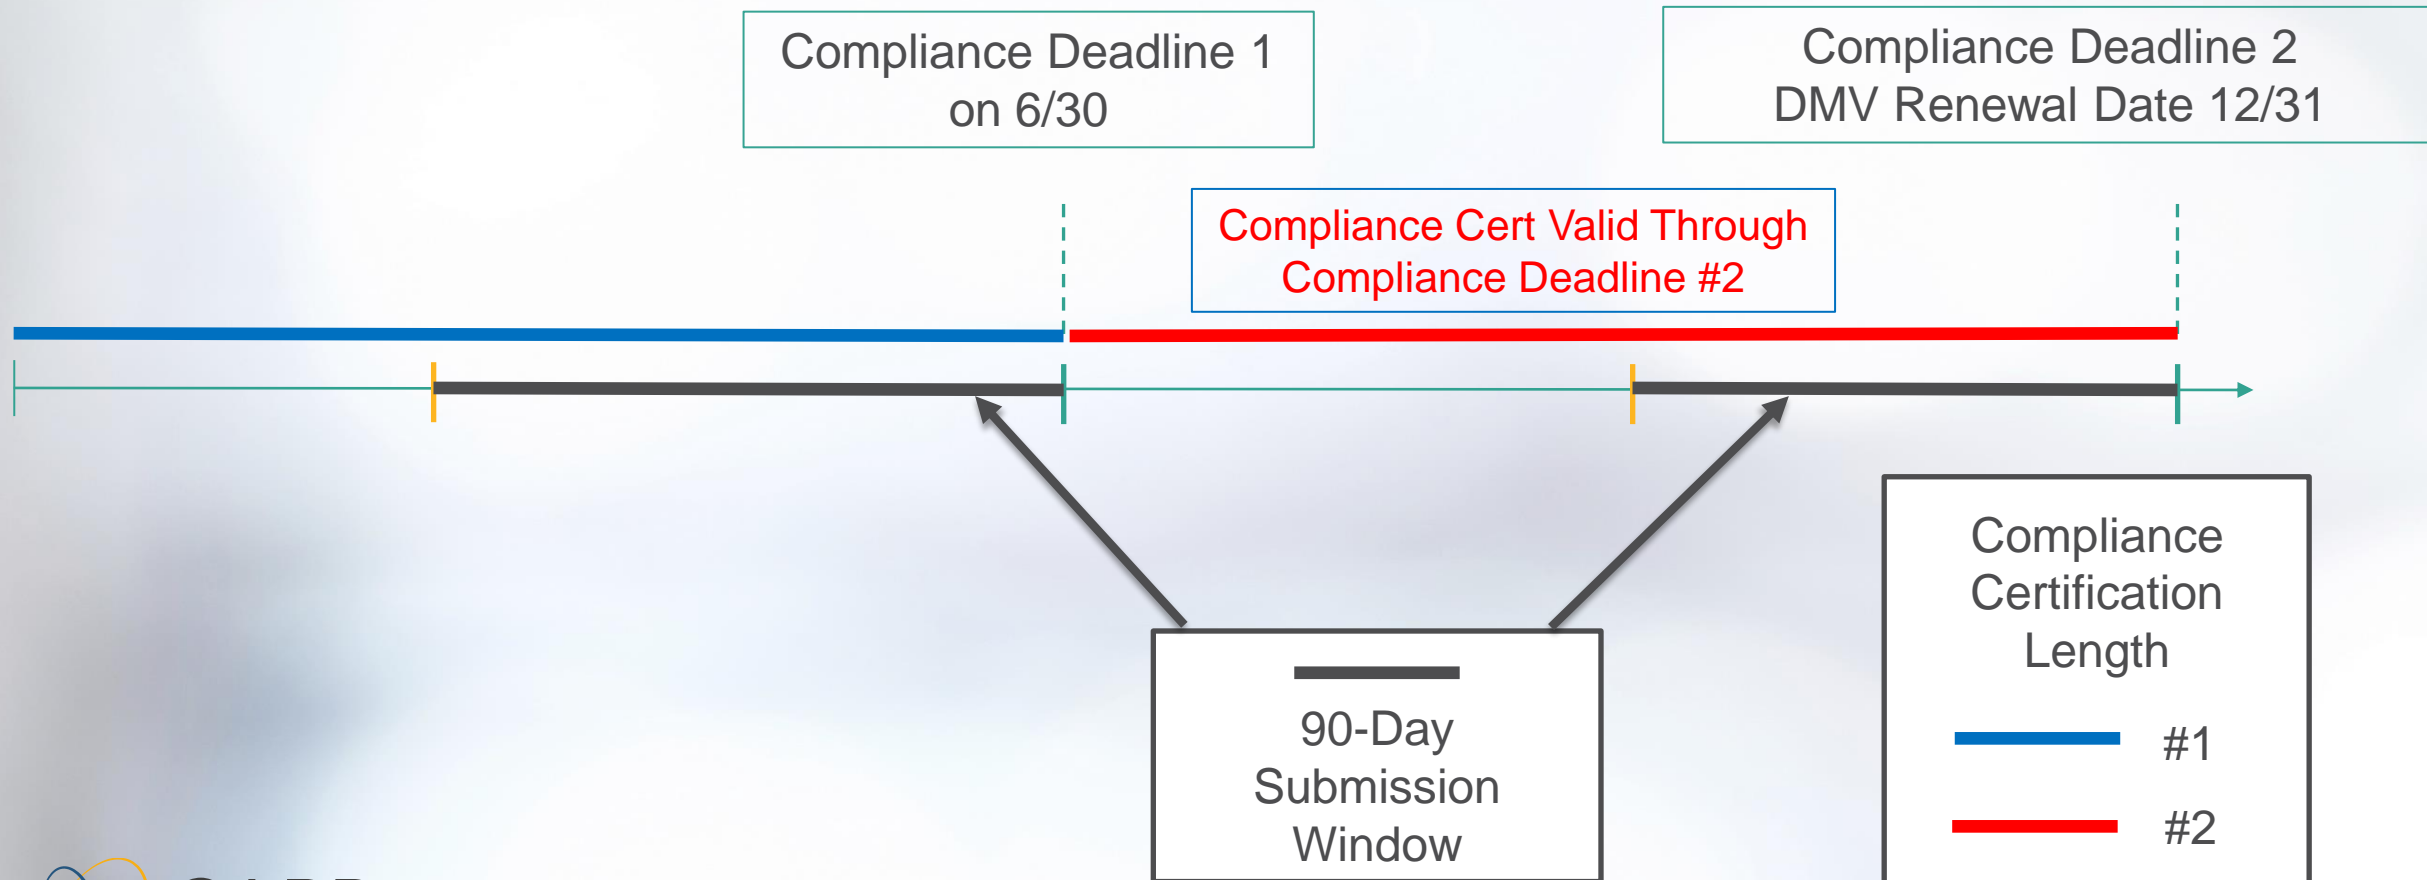 Compliance Deadline 1
on 6/30
Compliance Deadline 2
DMV Renewal Date 12/31
Compliance Cert Valid Through
Compliance Deadline #2
90-Day
Submission
Window
Compliance
Certification
Length
#1
#2